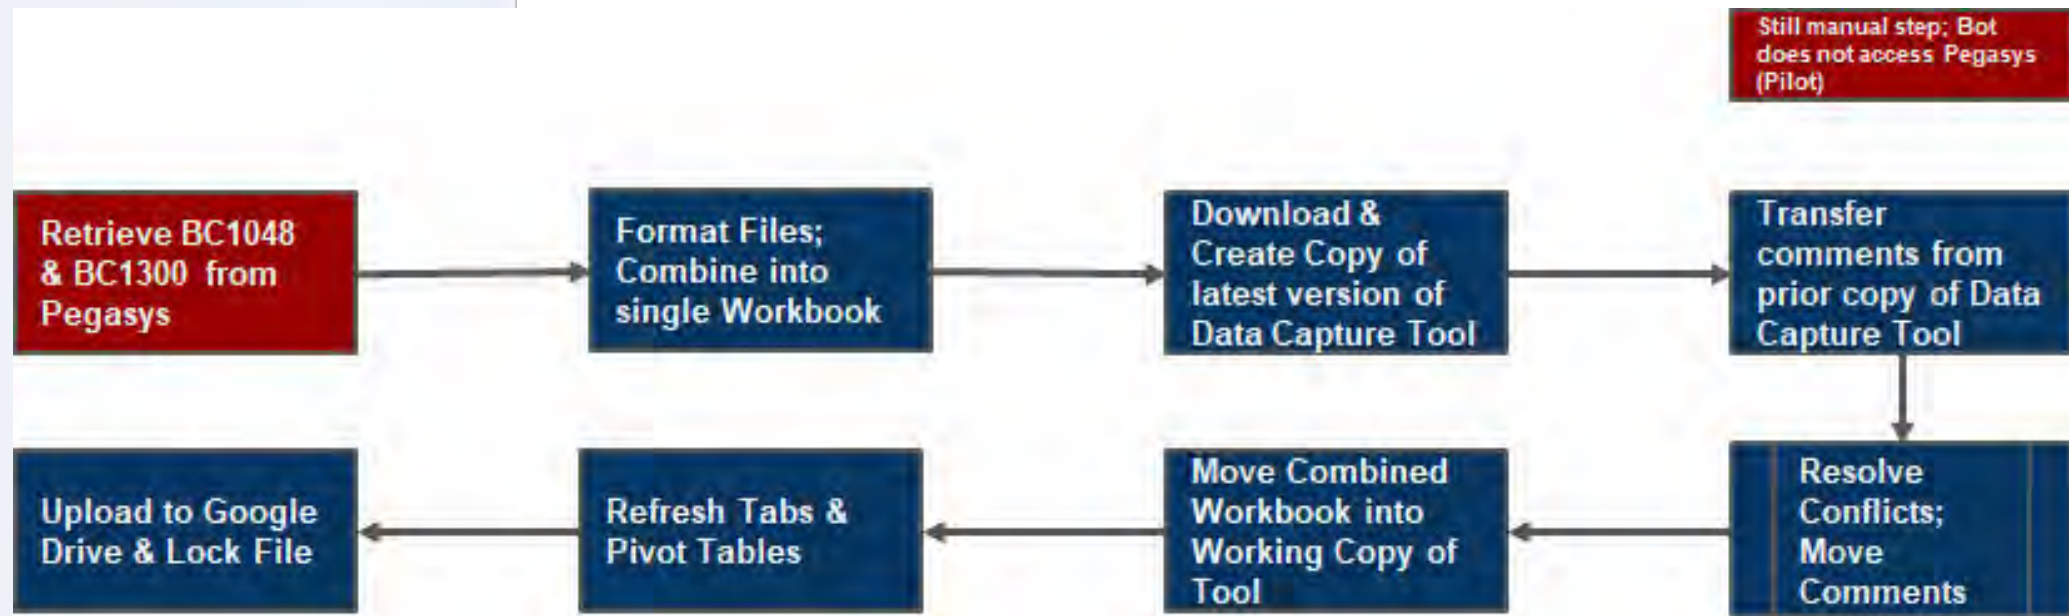 Still manual step; Bot
does not access Pegasys
(Pilot)
Retrieve BC1048
& BC1300 from
Pegasys
Format Files;
Combine into
single Workbook
Download &
Create Copy of
latest version of
Data Capture Tool
Transfer
comments from
prior copy of Data
Capture Tool
Resolve
Conflicts;
Move
Comments
Move Combined
Workbook into
Working Copy of
Tool
Refresh Tabs &
Pivot Tables
Upload to Google
Drive & Lock File